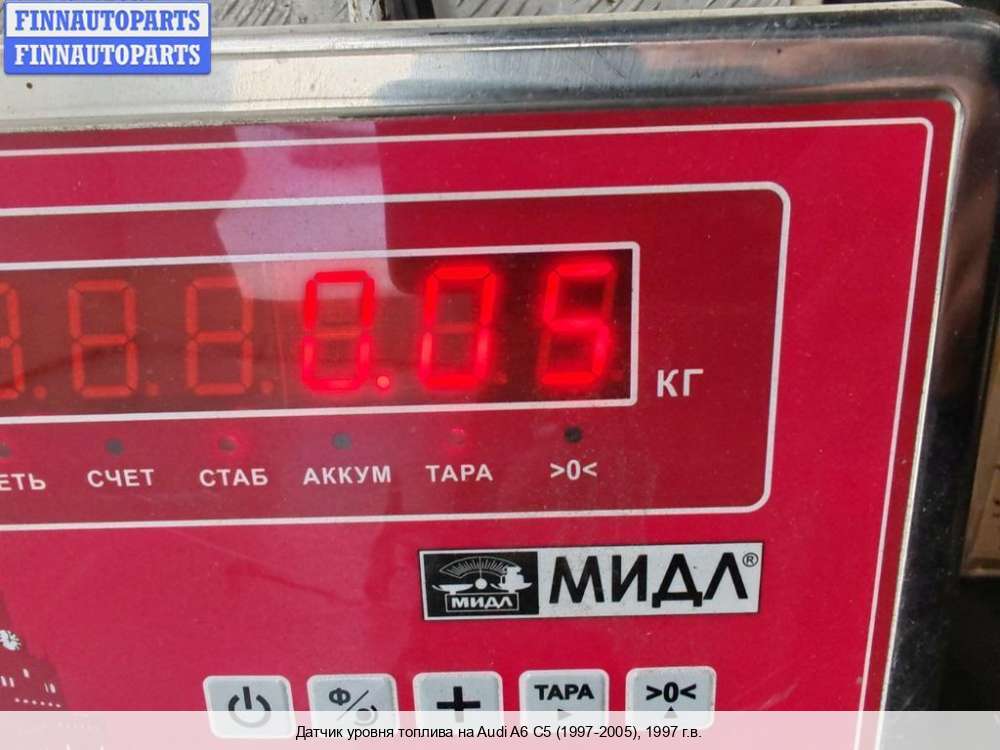 FINNAUTOPARTS
FINNAUTOPARTS
0.05
КГ
СЧЕТ СТАБ АККУМ ТАРА >0<
МИДЛ МИДЛ®
Ф ТАРА >0<
Датчик уровня топлива на Audi A6 C5 (1997-2005), 1997 г.в.